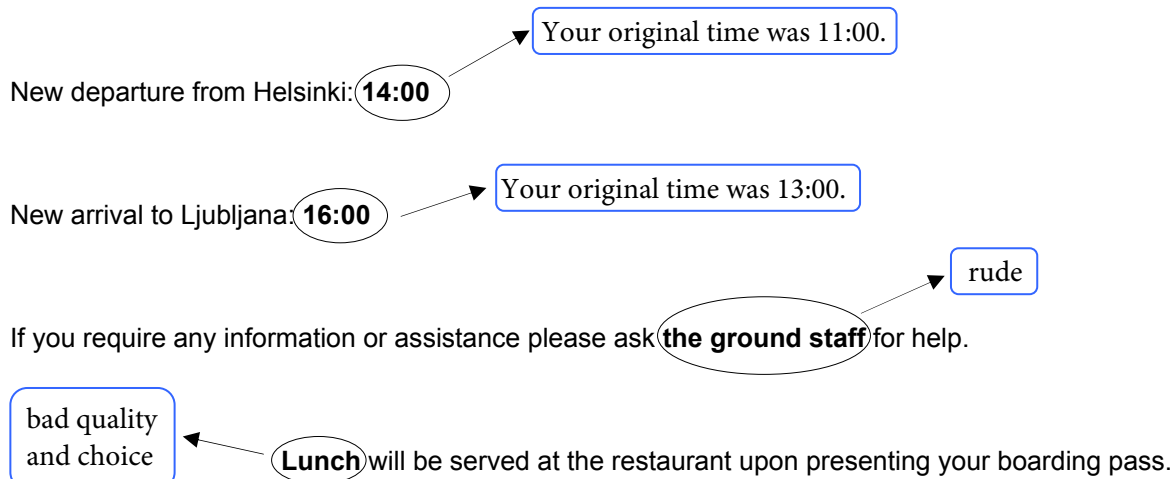 Your original time was 11:00.
New departure from Helsinki: 14:00
Your original time was 13:00.
New arrival to Ljubljana: 16:00
rude
If you require any information or assistance please ask the ground staff for help.
bad quality
and choice
Lunch will be served at the restaurant upon presenting your boarding pass.